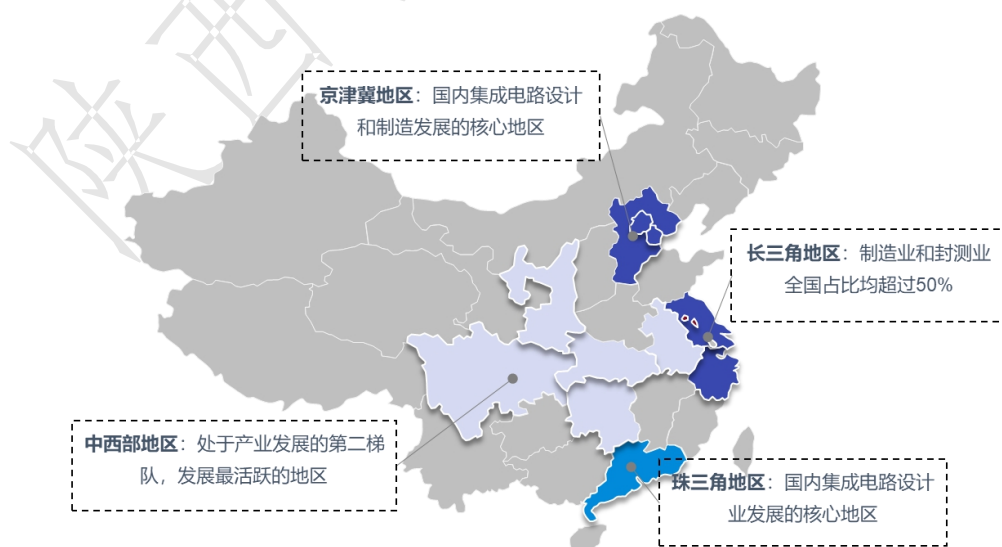 陕西
京津冀地区：国内集成电路设计
和制造发展的核心地区
长三角地区：制造业和封测业
全国占比均超过50%
中西部地区：处于产业发展的第二梯
队，发展最活跃的地区
珠三角地区：国内集成电路设计
业发展的核心地区